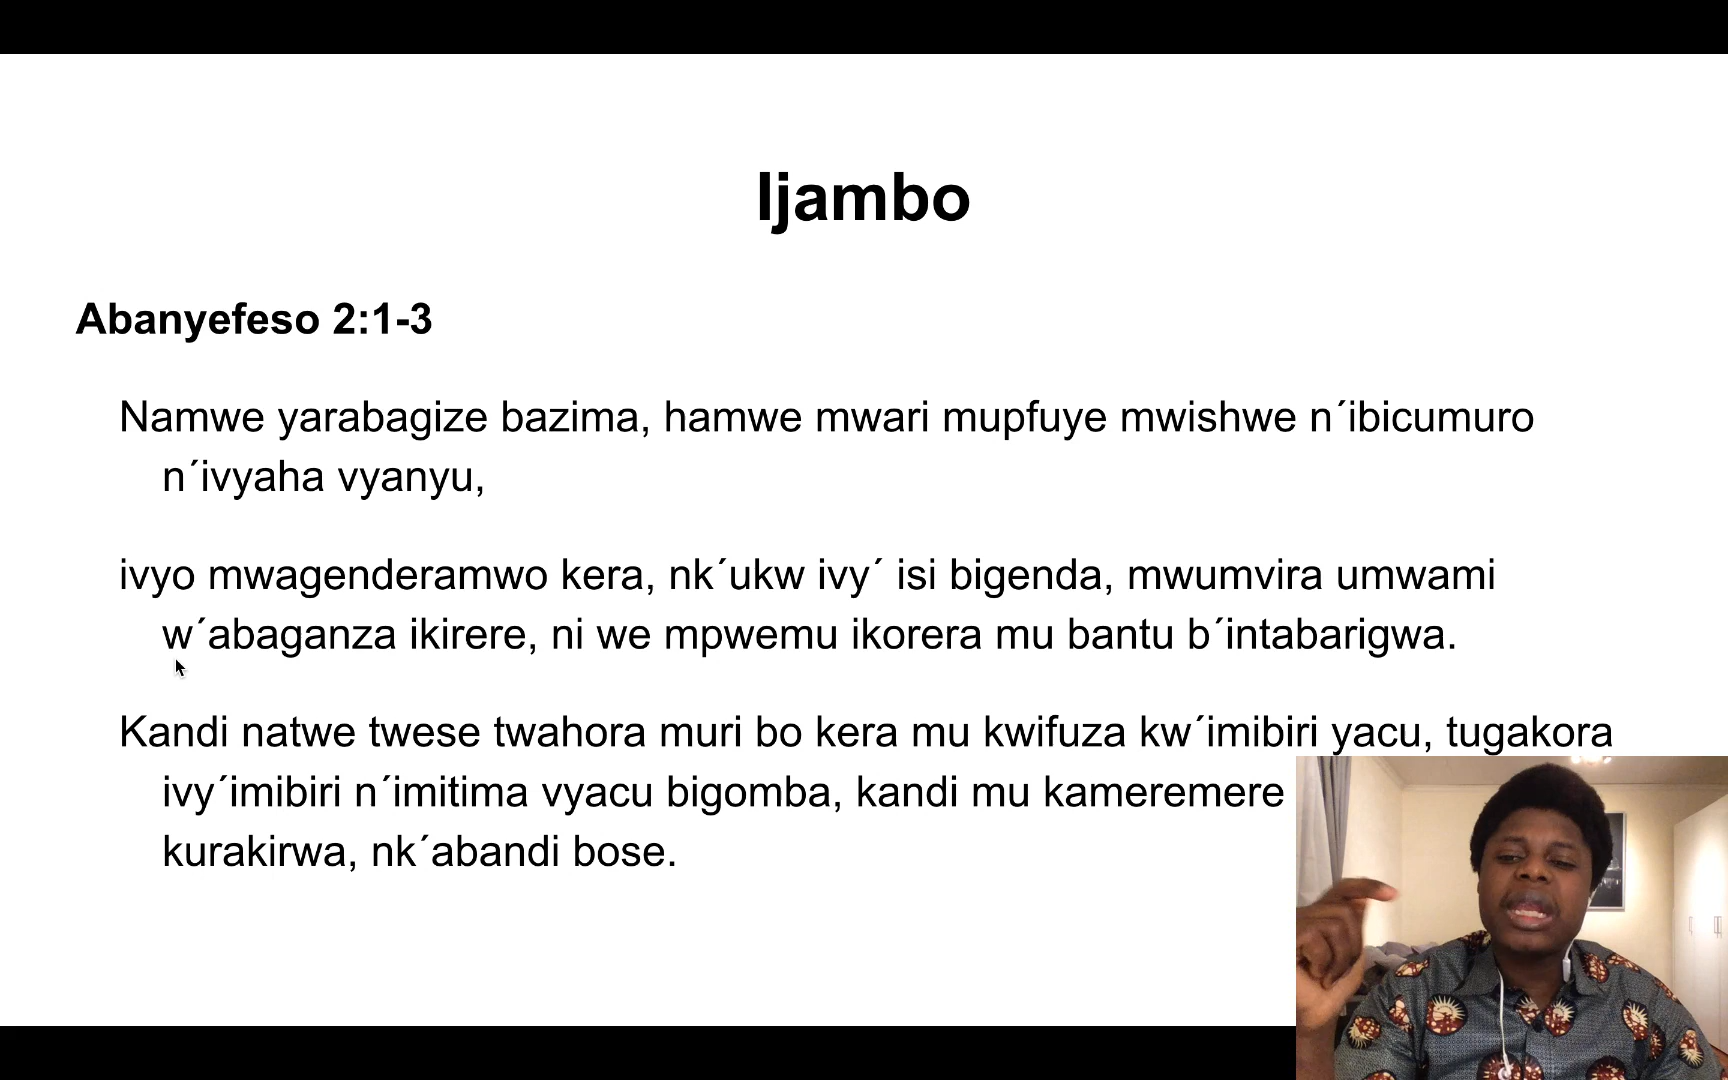 Ijambo
Abanyefeso 2:1-3
Namwe yarabagize bazima, hamwe mwari mupfuye mwishwe n´ibicumuro
n´ivyaha vyanyu,
ivyo mwagenderamwo kera, nk´ukw ivy´ isi bigenda, mwumvira umwami
w´abaganza ikirere, ni we mpwemu ikorera mu bantu b´intabarigwa.
Kandi natwe twese twahora muri bo kera mu kwifuza kw´imibiri yacu, tugakora
ivy´imibiri n´imitima vyacu bigomba, kandi mu kameremere
kurakirwa, nk´abandi bose.